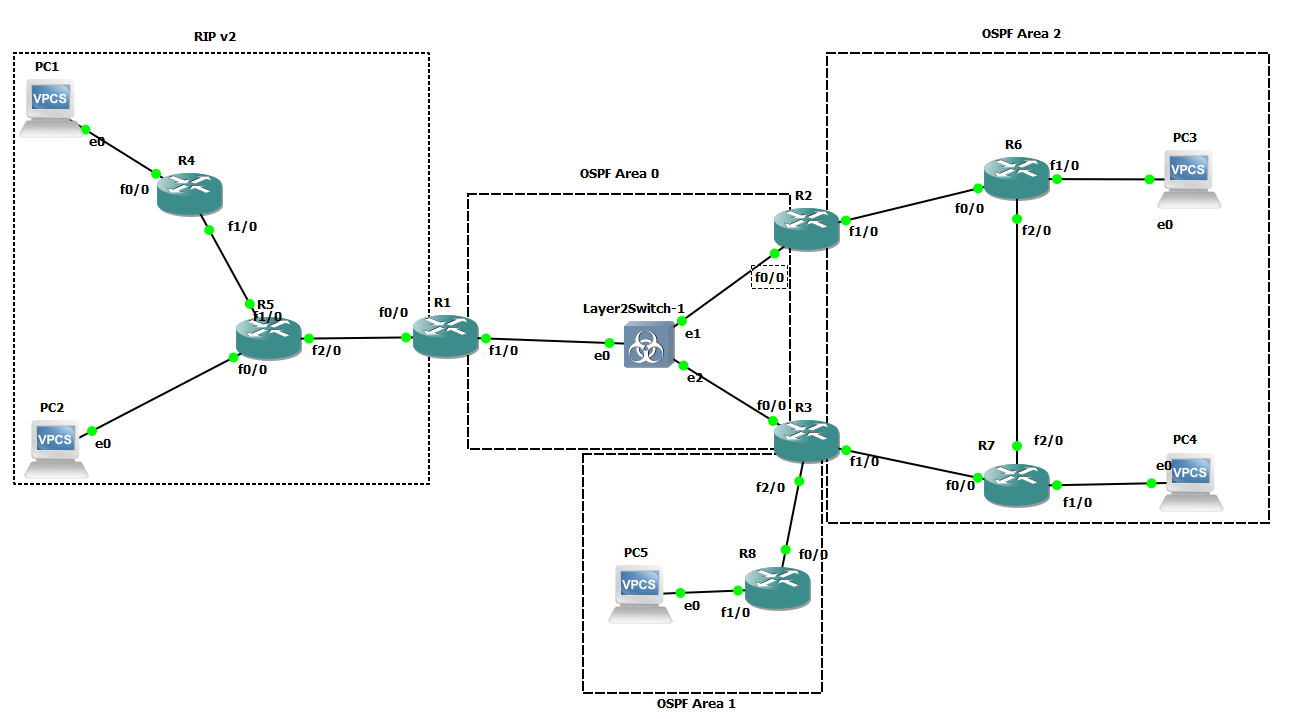 OSPF Area 2
RIP v2
PC1
VPCS
e0
R4
f0/0
f1/0
OSPF Area 0
R2
f1/0
f0/0
R6
f1/0
PC3
VPCS
e0
f0/0
f2/0
R5
f1/0
f2/0
f0/0
f0/0
R1
f1/0
Layer2Switch-1
e0
e1
e2
PC2
VPCS
e0
f0/0
R3
f1/0
f2/0
R7
f2/0
f0/0
f1/0
PC4
e0
VPCS
PC5
VPCS
e0
R8
f0/0
f1/0
OSPF Area 1